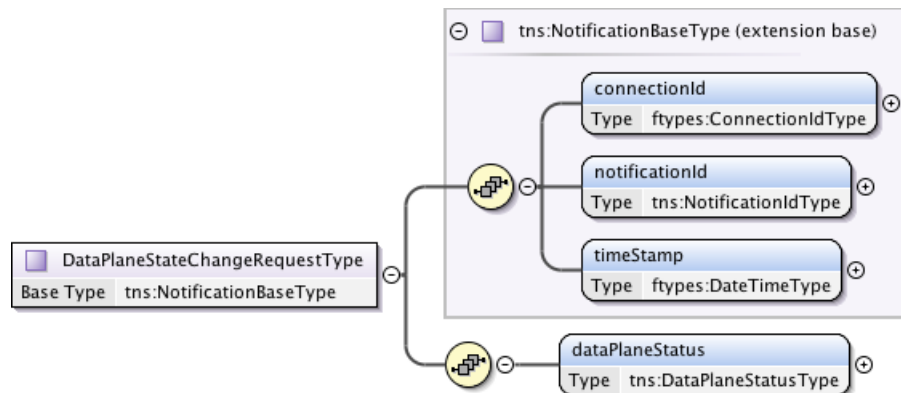 tns:NotificationBaseType (extension base)
connectionId
Type ftypes:ConnectionIdType
notificationId
Type tns:NotificationIdType
DataPlaneStateChangeRequestType
Base Type tns:NotificationBaseType
timeStamp
Type ftypes:DateTimeType
dataPlaneStatus
Type tns:DataPlaneStatusType